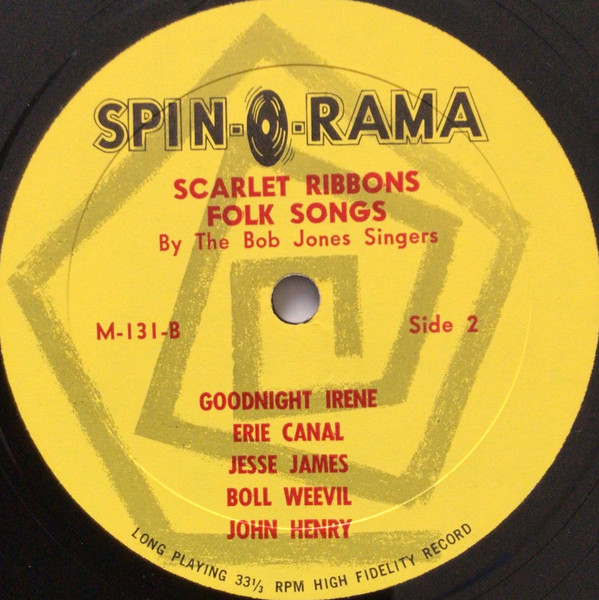 SPIN-O-RAMA
SCARLET RIBBONS
FOLK SONGS
By The Bob Jones Singers
M-131-B
Side 2
GOODNIGHT IRENE
ERIE CANAL
JESSE JAMES
BOLL WEEVIL
JOHN HENRY
LONG PLAYING 33⅓ RPM HIGH FIDELITY RECORD